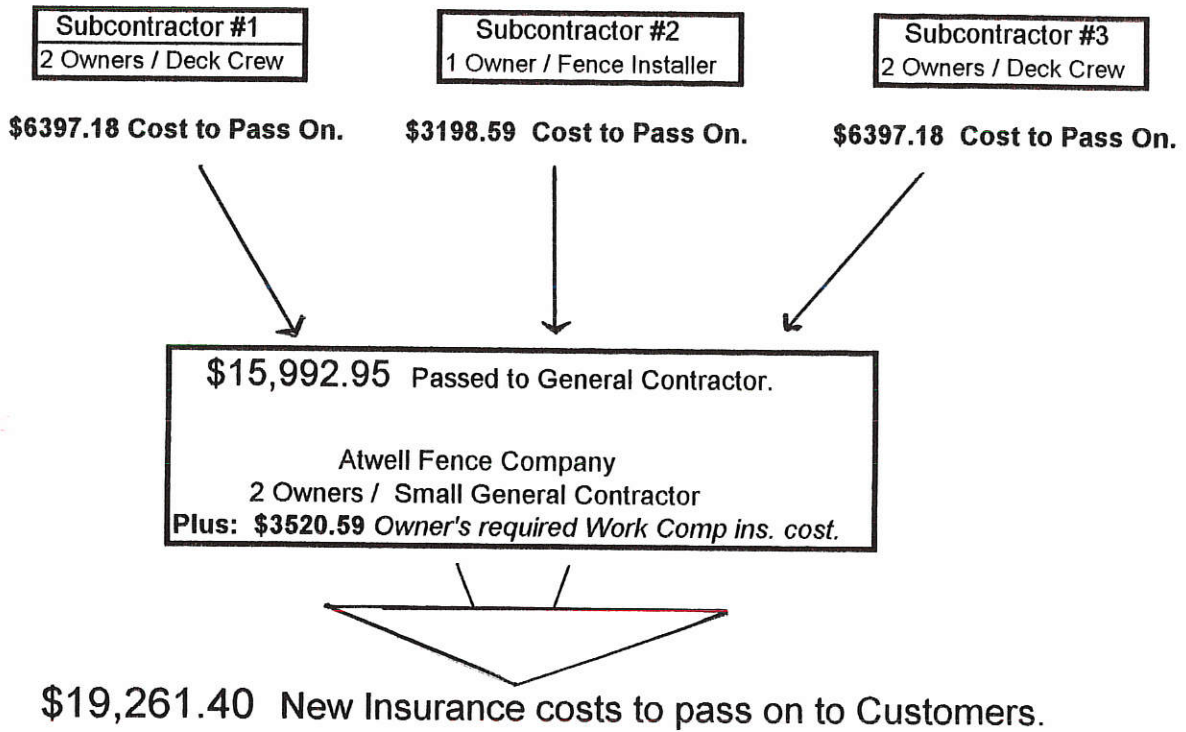 Subcontractor #1
2 Owners / Deck Crew
Subcontractor #2
1 Owner / Fence Installer
Subcontractor #3
2 Owners / Deck Crew
$6397.18 Cost to Pass On.
$3198.59 Cost to Pass On.
$6397.18 Cost to Pass On.
$15,992.95 Passed to General Contractor.
Atwell Fence Company
2 Owners / Small General Contractor
Plus: $3520.59 Owner's required Work Comp ins. cost.
$19,261.40 New Insurance costs to pass on to Customers.